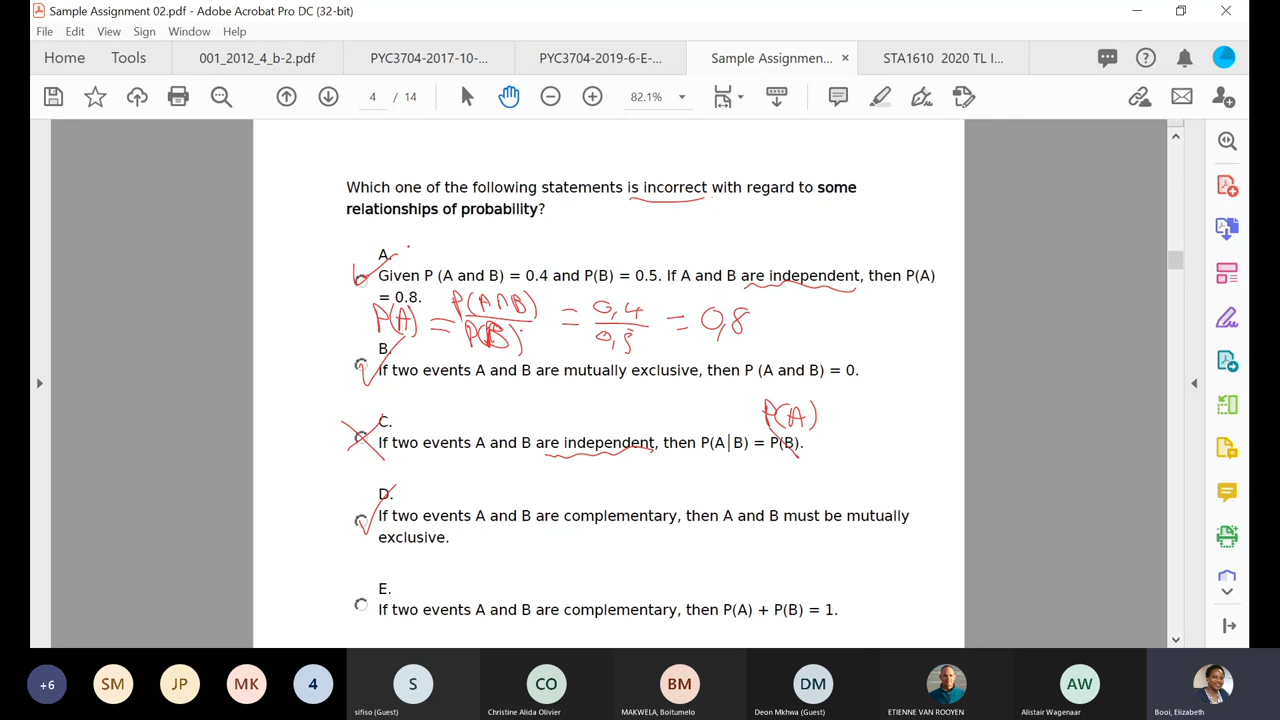 Sample Assignment 02.pdf - Adobe Acrobat Pro DC (32-bit)
File Edit View Sign Window Help
Home Tools 001_2012_4_b-2.pdf PYC3704-2017-10-... PYC3704-2019-6-E-... Sample Assignmen... × STA1610 2020 TL I...
4 / 14 82.1%
Which one of the following statements is incorrect with regard to some
relationships of probability?
A.
Given P (A and B) = 0.4 and P(B) = 0.5. If A and B are independent, then P(A)
= 0.8.
P(A) = P(A∩B) / P(B) = 0,4 / 0,5 = 0,8
B.
If two events A and B are mutually exclusive, then P (A and B) = 0.
P(A)
C.
If two events A and B are independent, then P(A|B) = P(B).
D.
If two events A and B are complementary, then A and B must be mutually
exclusive.
E.
If two events A and B are complementary, then P(A) + P(B) = 1.
+6 SM JP MK 4 S CO BM DM AW
sifiso (Guest) Christine Alida Olivier MAKWELA, Boitumelo Deon Mkhwa (Guest) ETIENNE VAN ROOYEN Alistair Wagenaar Booi, Elizabeth